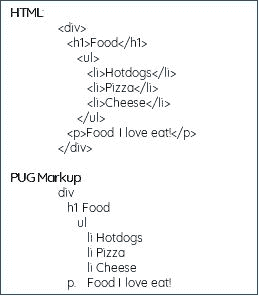 HTML:
<div>
<h1>Food</h1>
<ul>
<li>Hotdogs</li>
<li>Pizza</li>
<li>Cheese</li>
</ul>
<p>Food I love eat!</p>
</div>
PUG Markup
div
h1 Food
ul
li Hotdogs
li Pizza
li Cheese
p. Food I love eat!